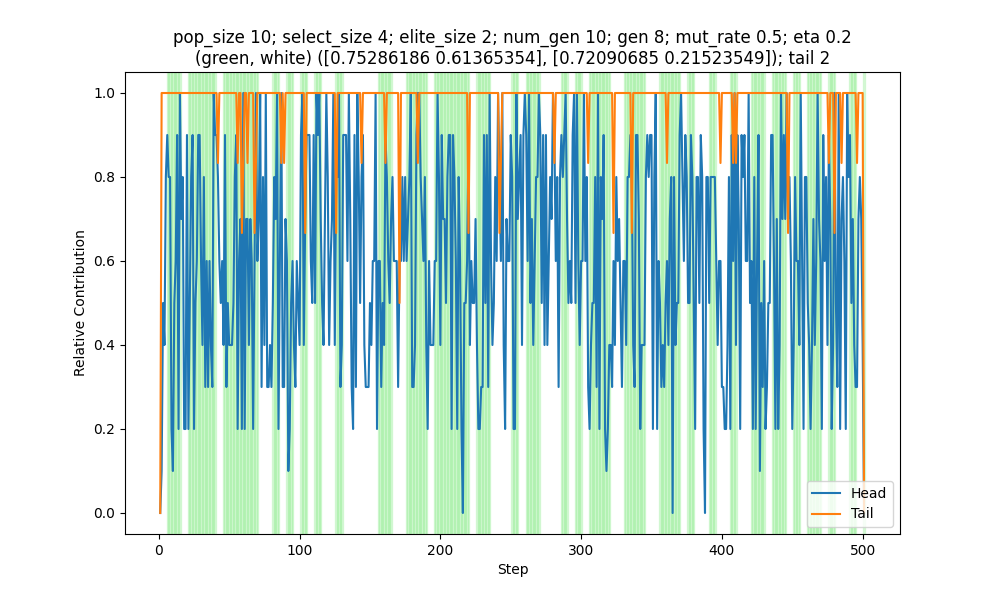 pop_size 10; select_size 4; elite_size 2; num_gen 10; gen 8; mut_rate 0.5; eta 0.2
(green, white) ([0.75286186 0.61365354], [0.72090685 0.21523549]); tail 2
1.0
0.8
0.6
0.4
0.2
0.0
Relative Contribution
Head
Tail
0
100
200
300
400
500
Step